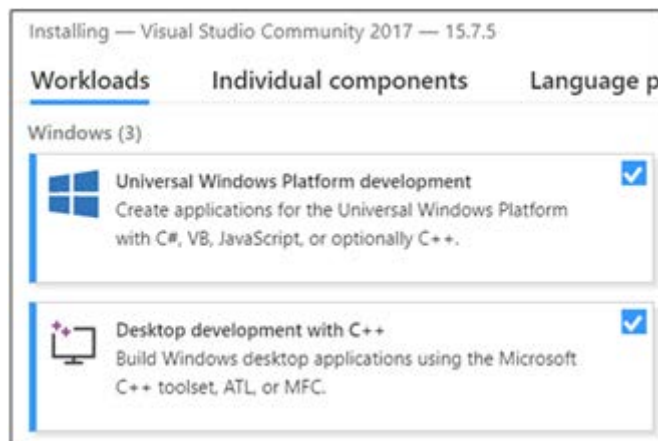 Installing — Visual Studio Community 2017 — 15.7.5
Workloads Individual components Language p
Windows (3)
Universal Windows Platform development
Create applications for the Universal Windows Platform
with C#, VB, JavaScript, or optionally C++.
Desktop development with C++
Build Windows desktop applications using the Microsoft
C++ toolset, ATL, or MFC.